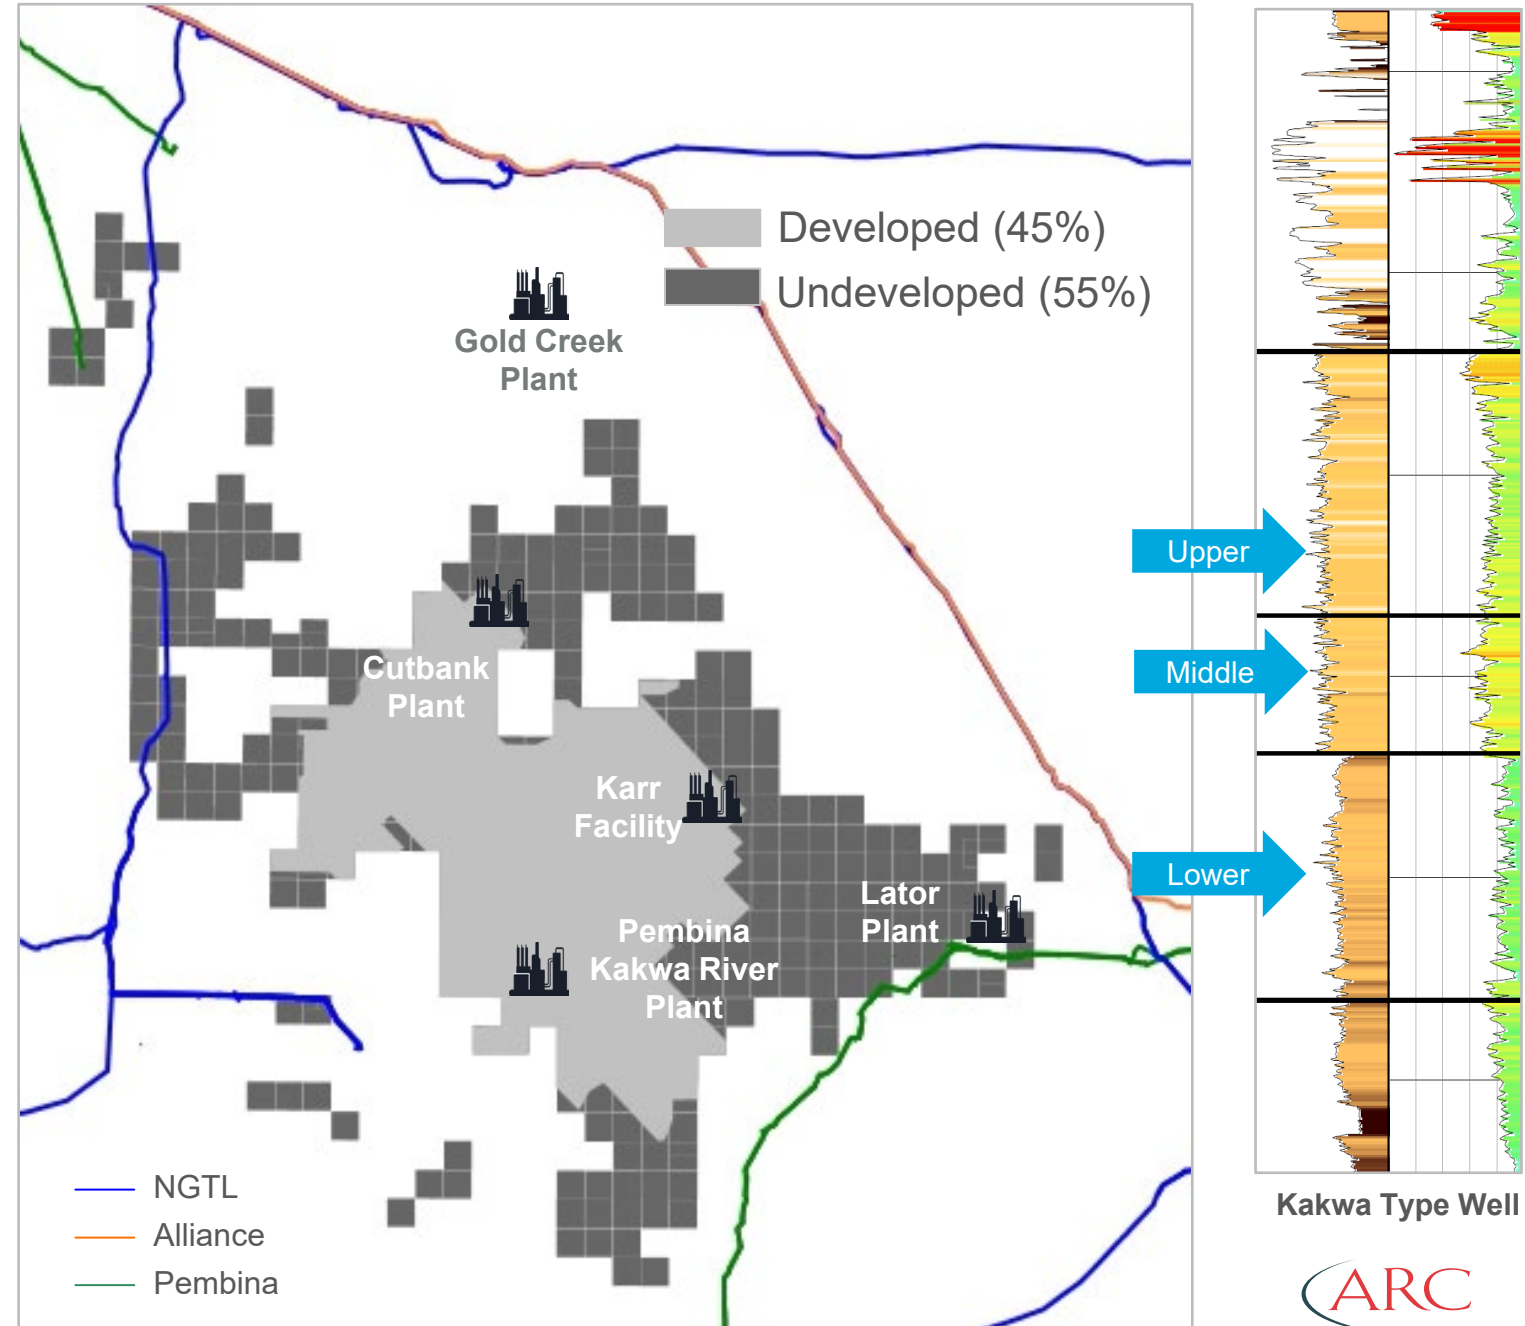 Developed (45%)
Undeveloped (55%)
Gold Creek
Plant
Cutbank
Plant
Karr
Facility
Lator
Plant
Pembina
Kakwa River
Plant
NGTL
Alliance
Pembina
Upper
Middle
Lower
Kakwa Type Well
ARC